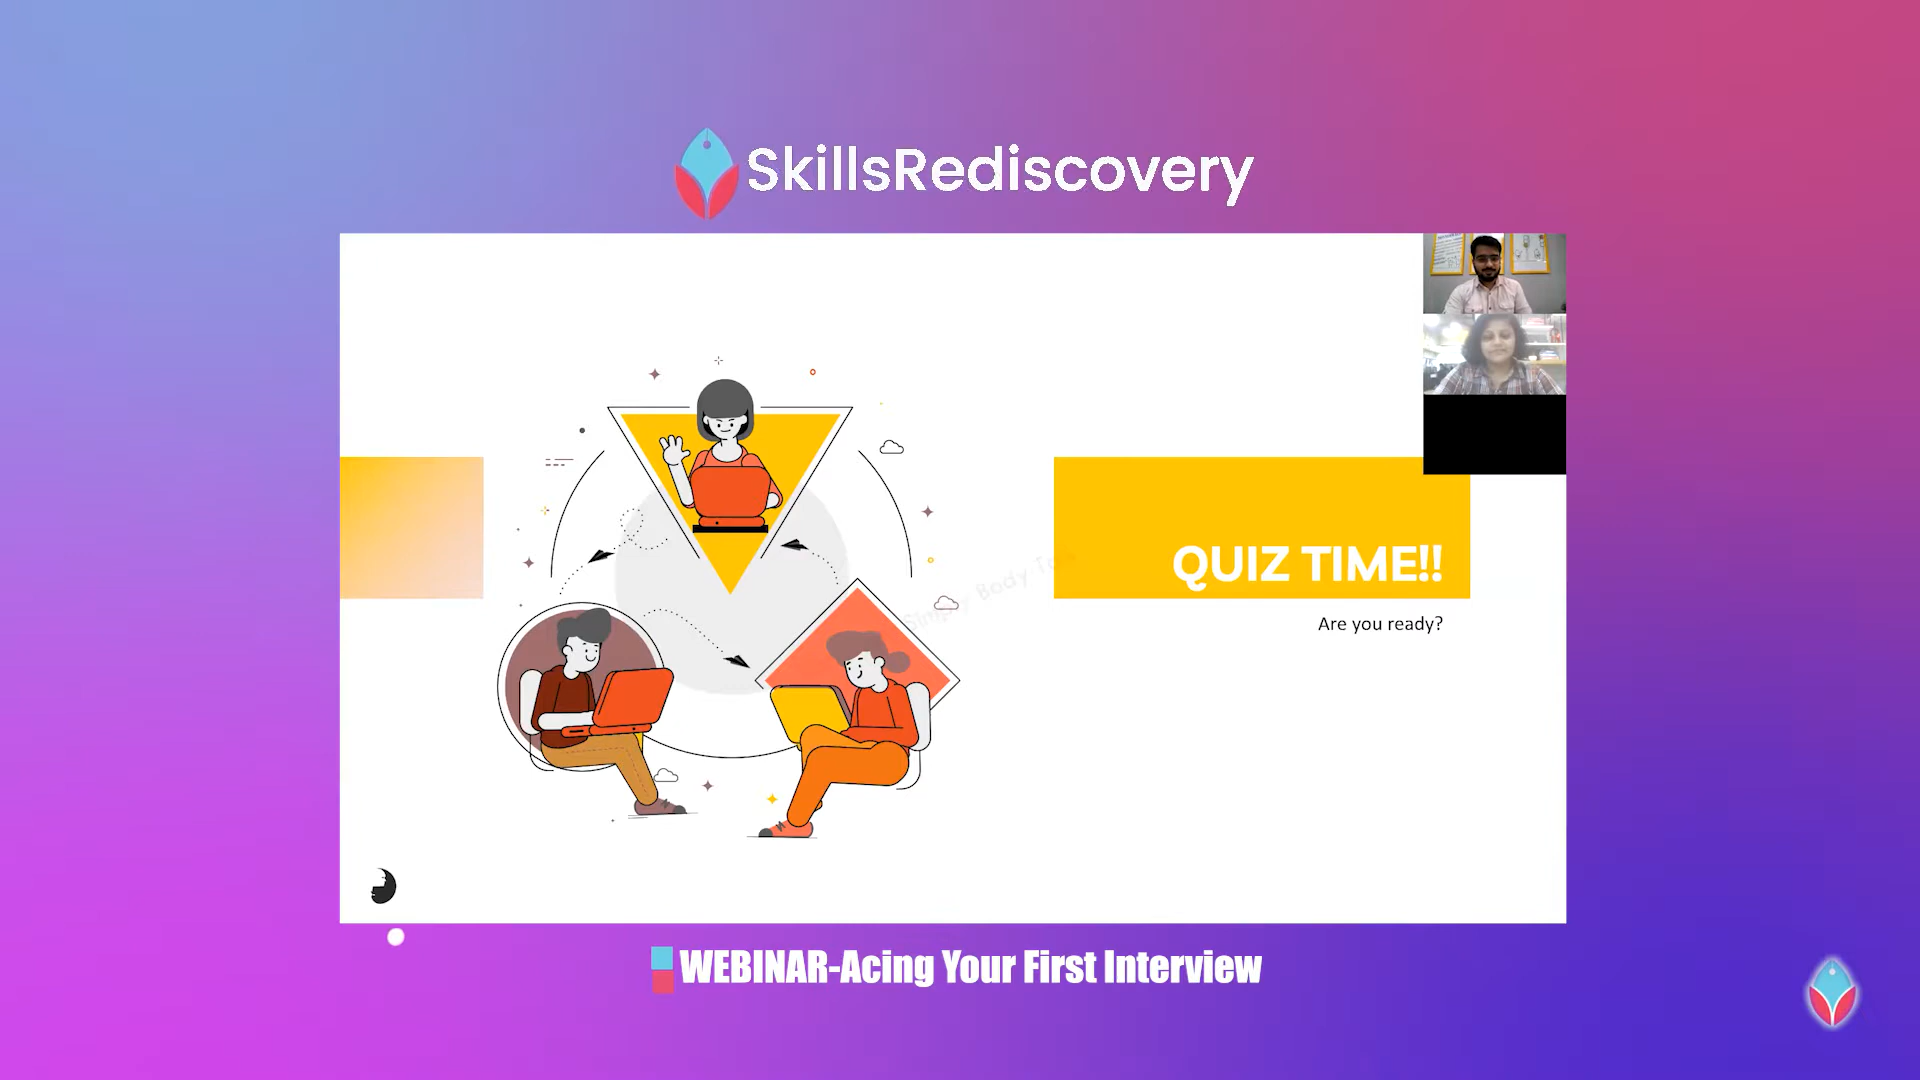 SkillsRediscovery
QUIZ TIME!!
Are you ready?
WEBINAR-Acing Your First Interview